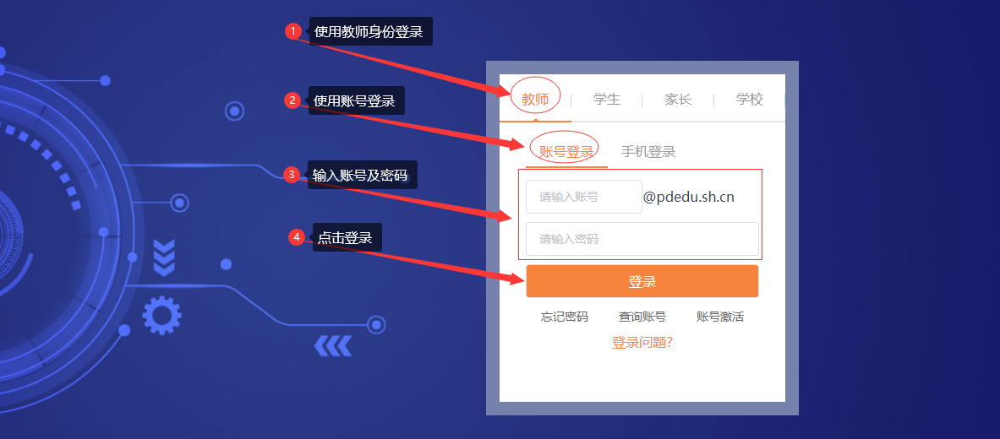 1 使用教师身份登录
2 使用账号登录
3 输入账号及密码
4 点击登录
教师 学生 家长 学校
账号登录 手机登录
请输入账号 @pdedu.sh.cn
请输入密码
登录
忘记密码 查询账号 账号激活
登录问题?